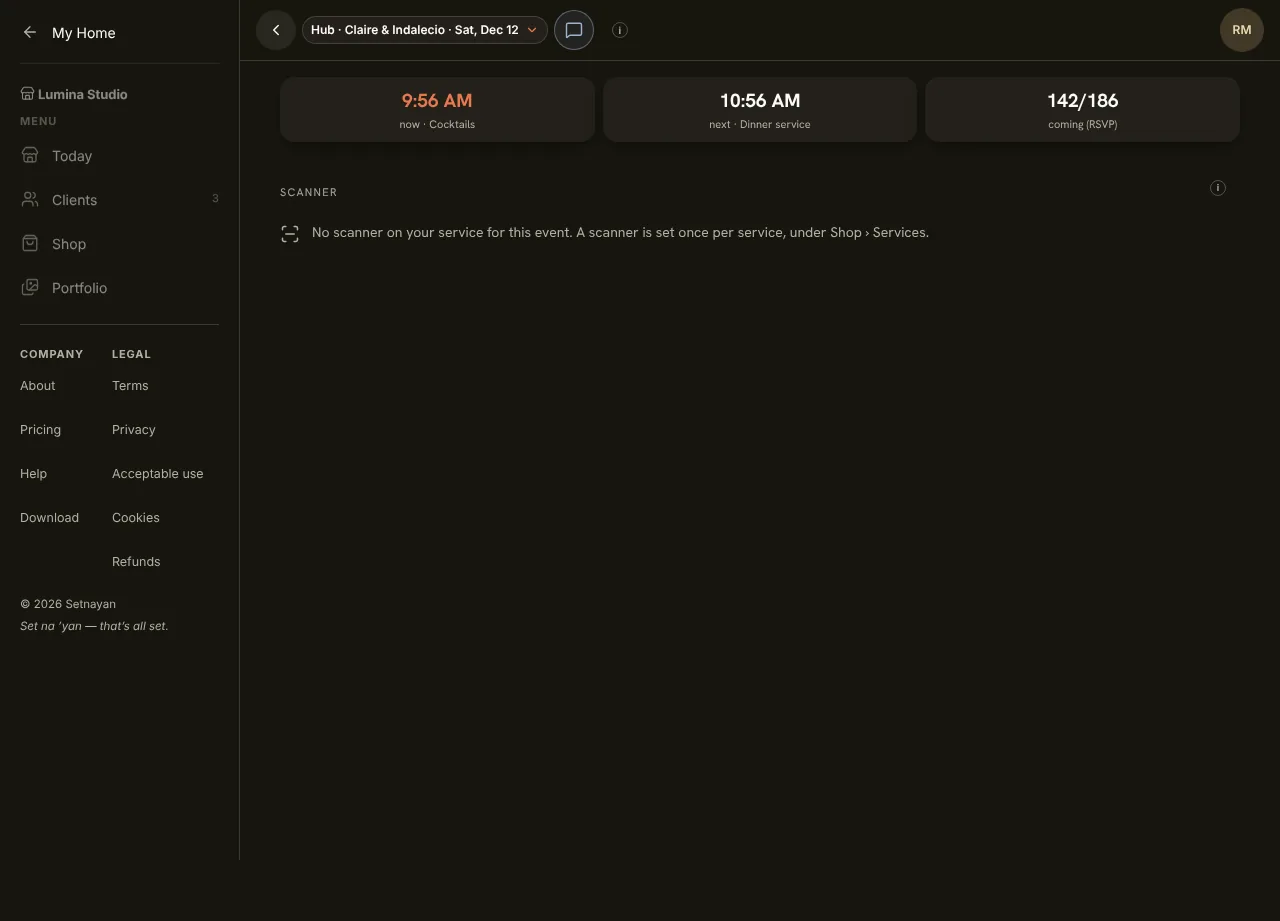 My Home
Lumina Studio
MENU
Today
Clients 3
Shop
Portfolio
COMPANY LEGAL
About Terms
Pricing Privacy
Help Acceptable use
Download Cookies
Refunds
© 2026 Setnayan
Set na 'yan — that's all set.
Hub · Claire & Indalecio · Sat, Dec 12
i
RM
9:56 AM
now · Cocktails
10:56 AM
next · Dinner service
142/186
coming (RSVP)
SCANNER
i
No scanner on your service for this event. A scanner is set once per service, under Shop › Services.